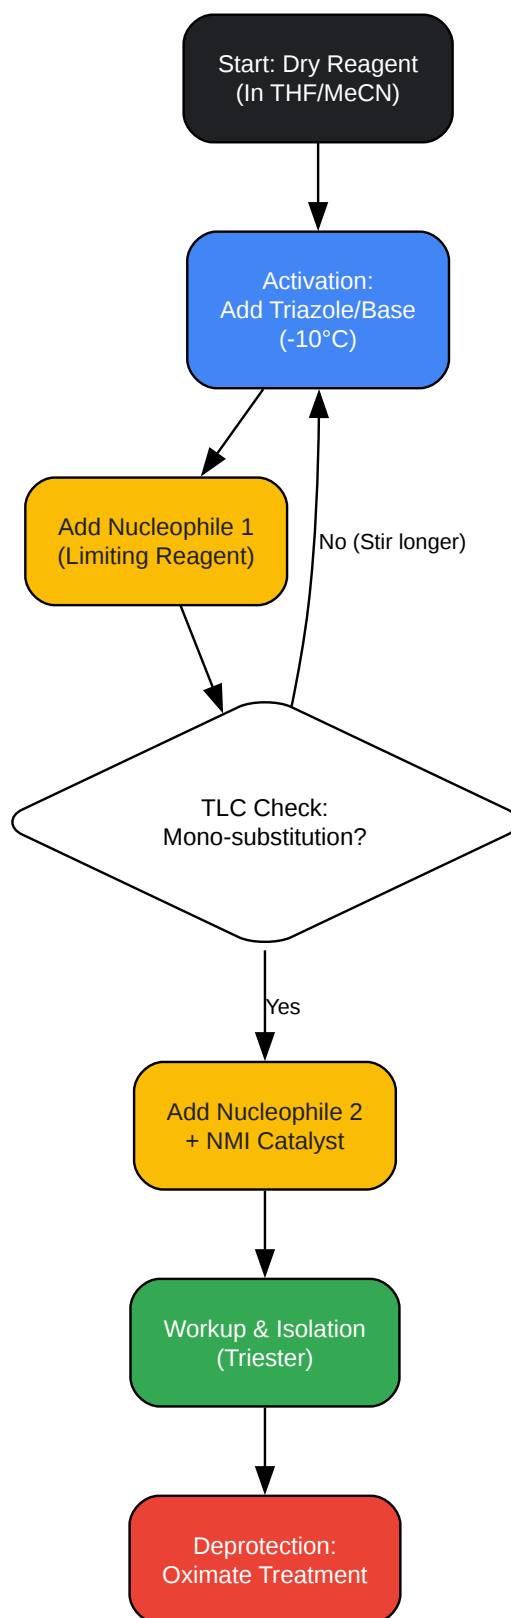 Start: Dry Reagent
(In THF/MeCN)
Activation:
Add Triazole/Base
(-10°C)
Add Nucleophile 1
(Limiting Reagent)
No (Stir longer)
TLC Check:
Mono-substitution?
Yes
Add Nucleophile 2
+ NMI Catalyst
Workup & Isolation
(Triester)
Deprotection:
Oximate Treatment